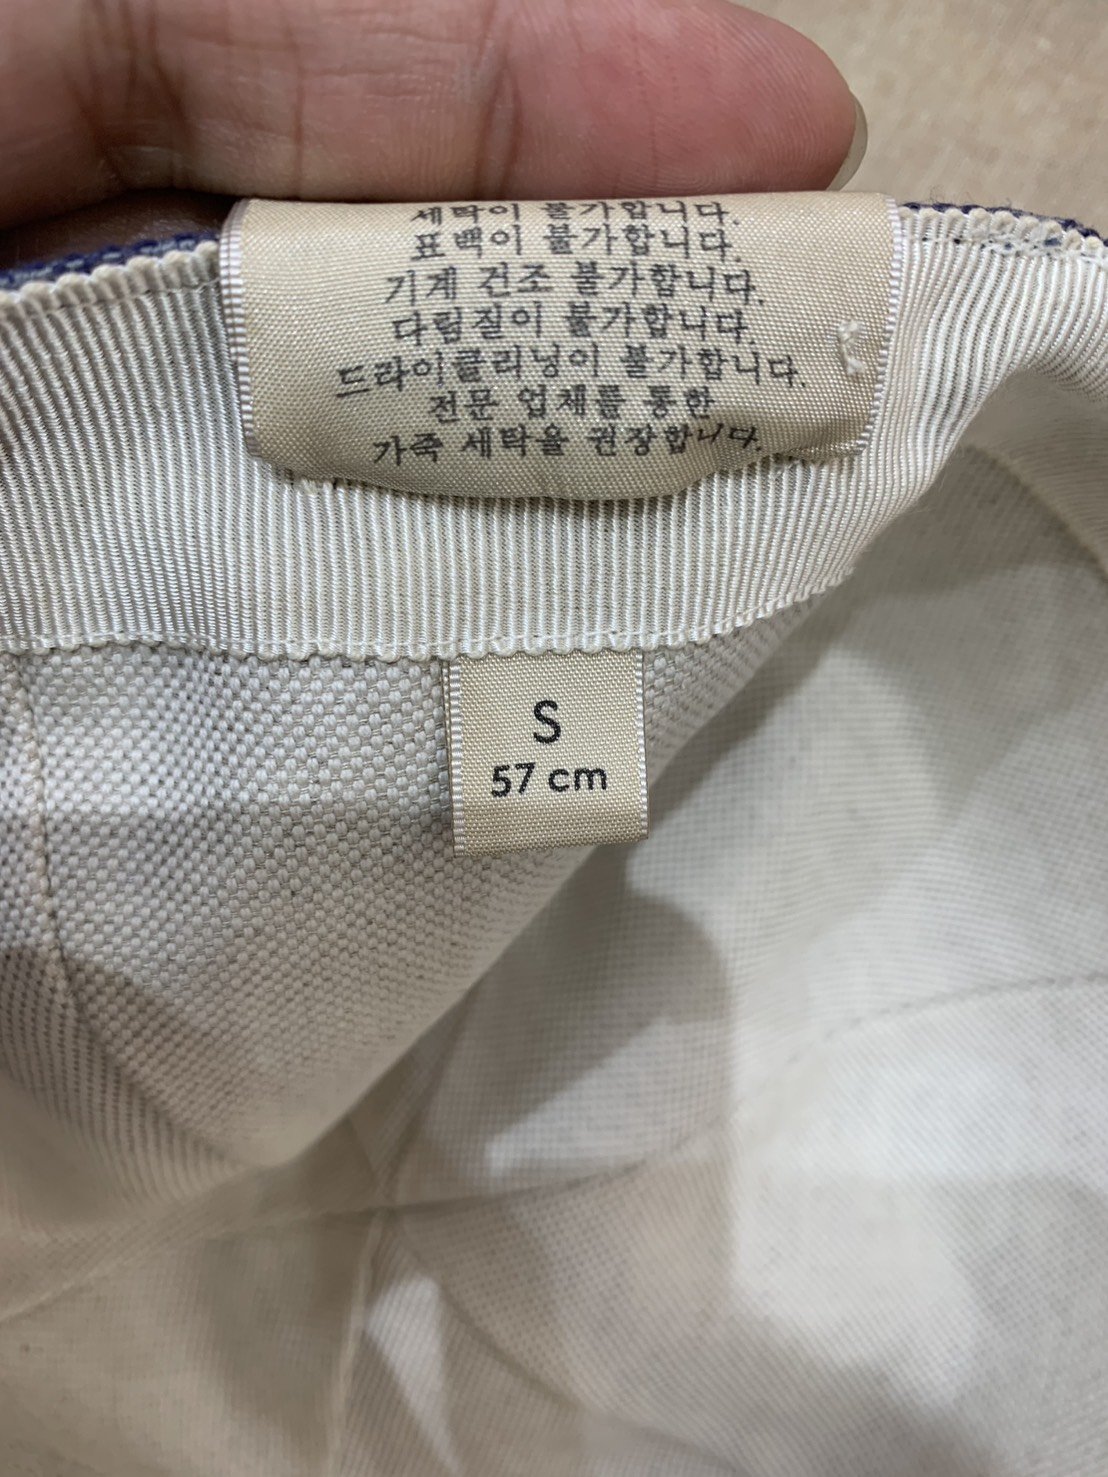 세탁이 불가합니다.
표백이 불가합니다.
기계 건조 불가합니다.
다림질이 불가합니다.
드라이클리닝이 불가합니다.
전문 업체를 통한
가죽 세탁을 권장합니다.
S
57 cm